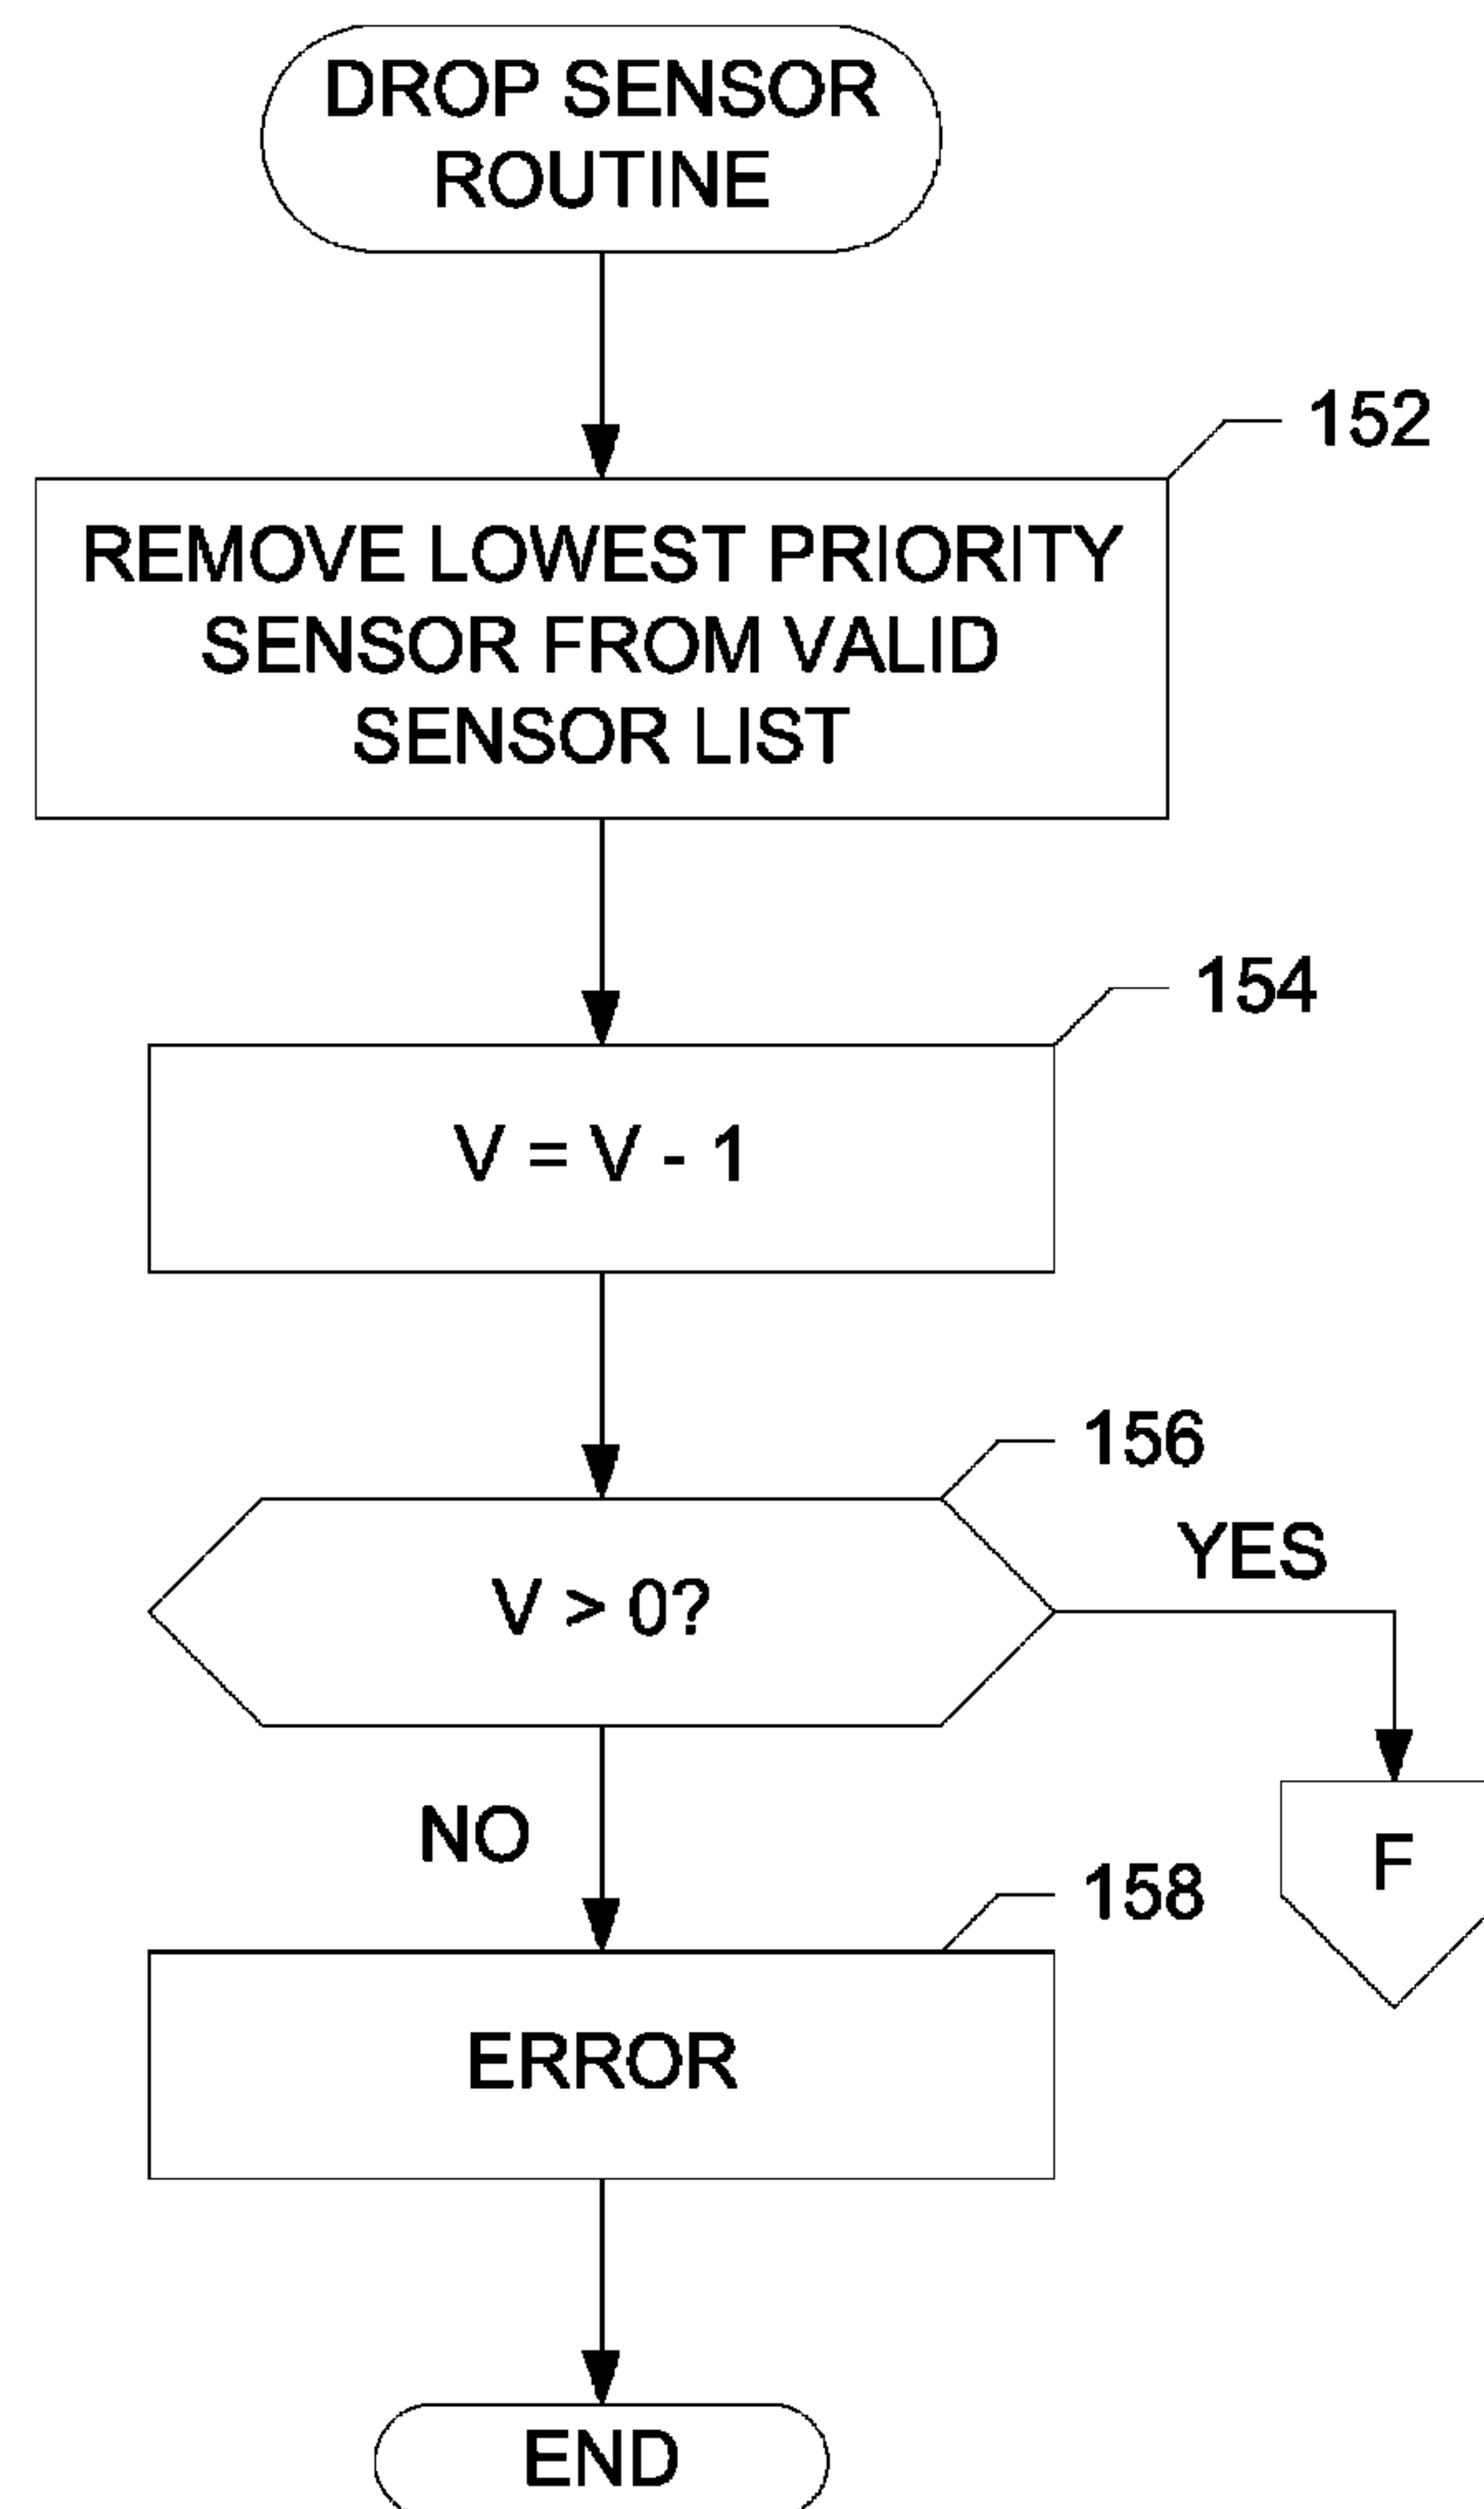 DROP SENSOR
ROUTINE
152
REMOVE LOWEST PRIORITY
SENSOR FROM VALID
SENSOR LIST
154
V = V - 1
156
YES
V > 0?
NO
F
158
ERROR
END